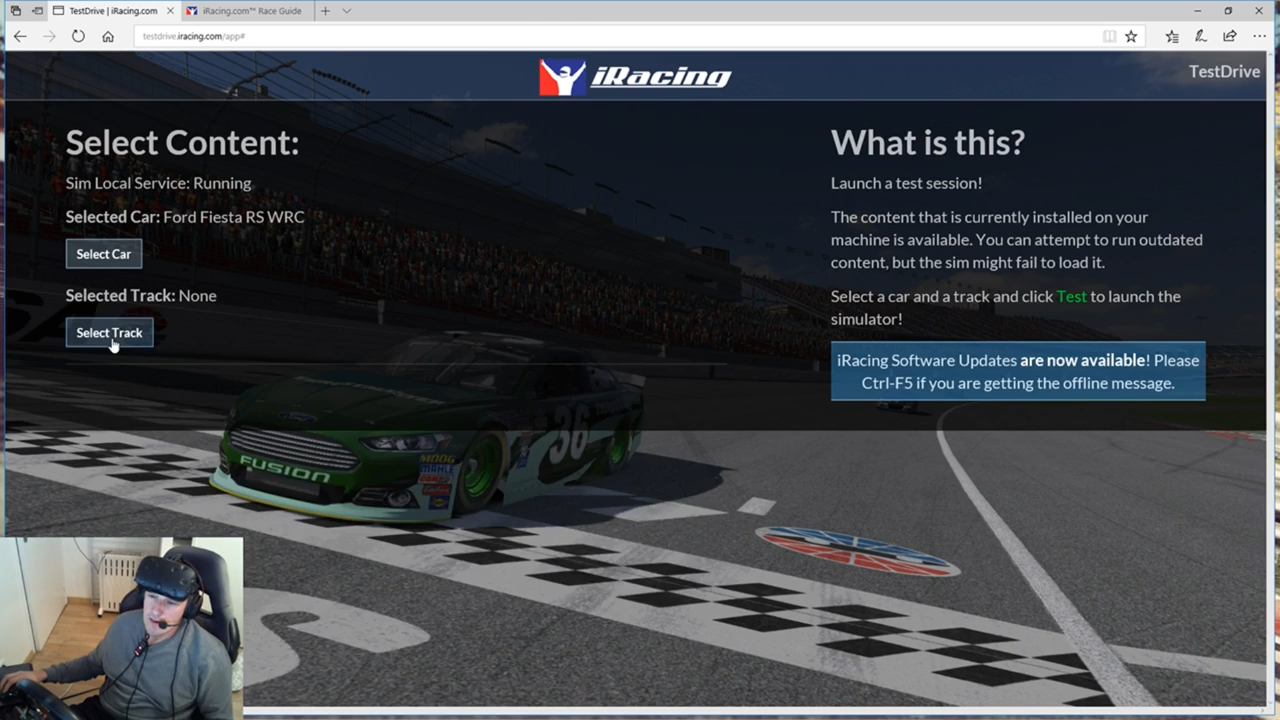 TestDrive | iRacing.com
iRacing.com™ Race Guide
testdrive.iracing.com/app#
iRacing
TestDrive
Select Content:
Sim Local Service: Running
Selected Car: Ford Fiesta RS WRC
Select Car
Selected Track: None
Select Track
What is this?
Launch a test session!
The content that is currently installed on your
machine is available. You can attempt to run outdated
content, but the sim might fail to load it.
Select a car and a track and click Test to launch the
simulator!
iRacing Software Updates are now available! Please
Ctrl-F5 if you are getting the offline message.
36
FUSION
MOOG
MAHLE